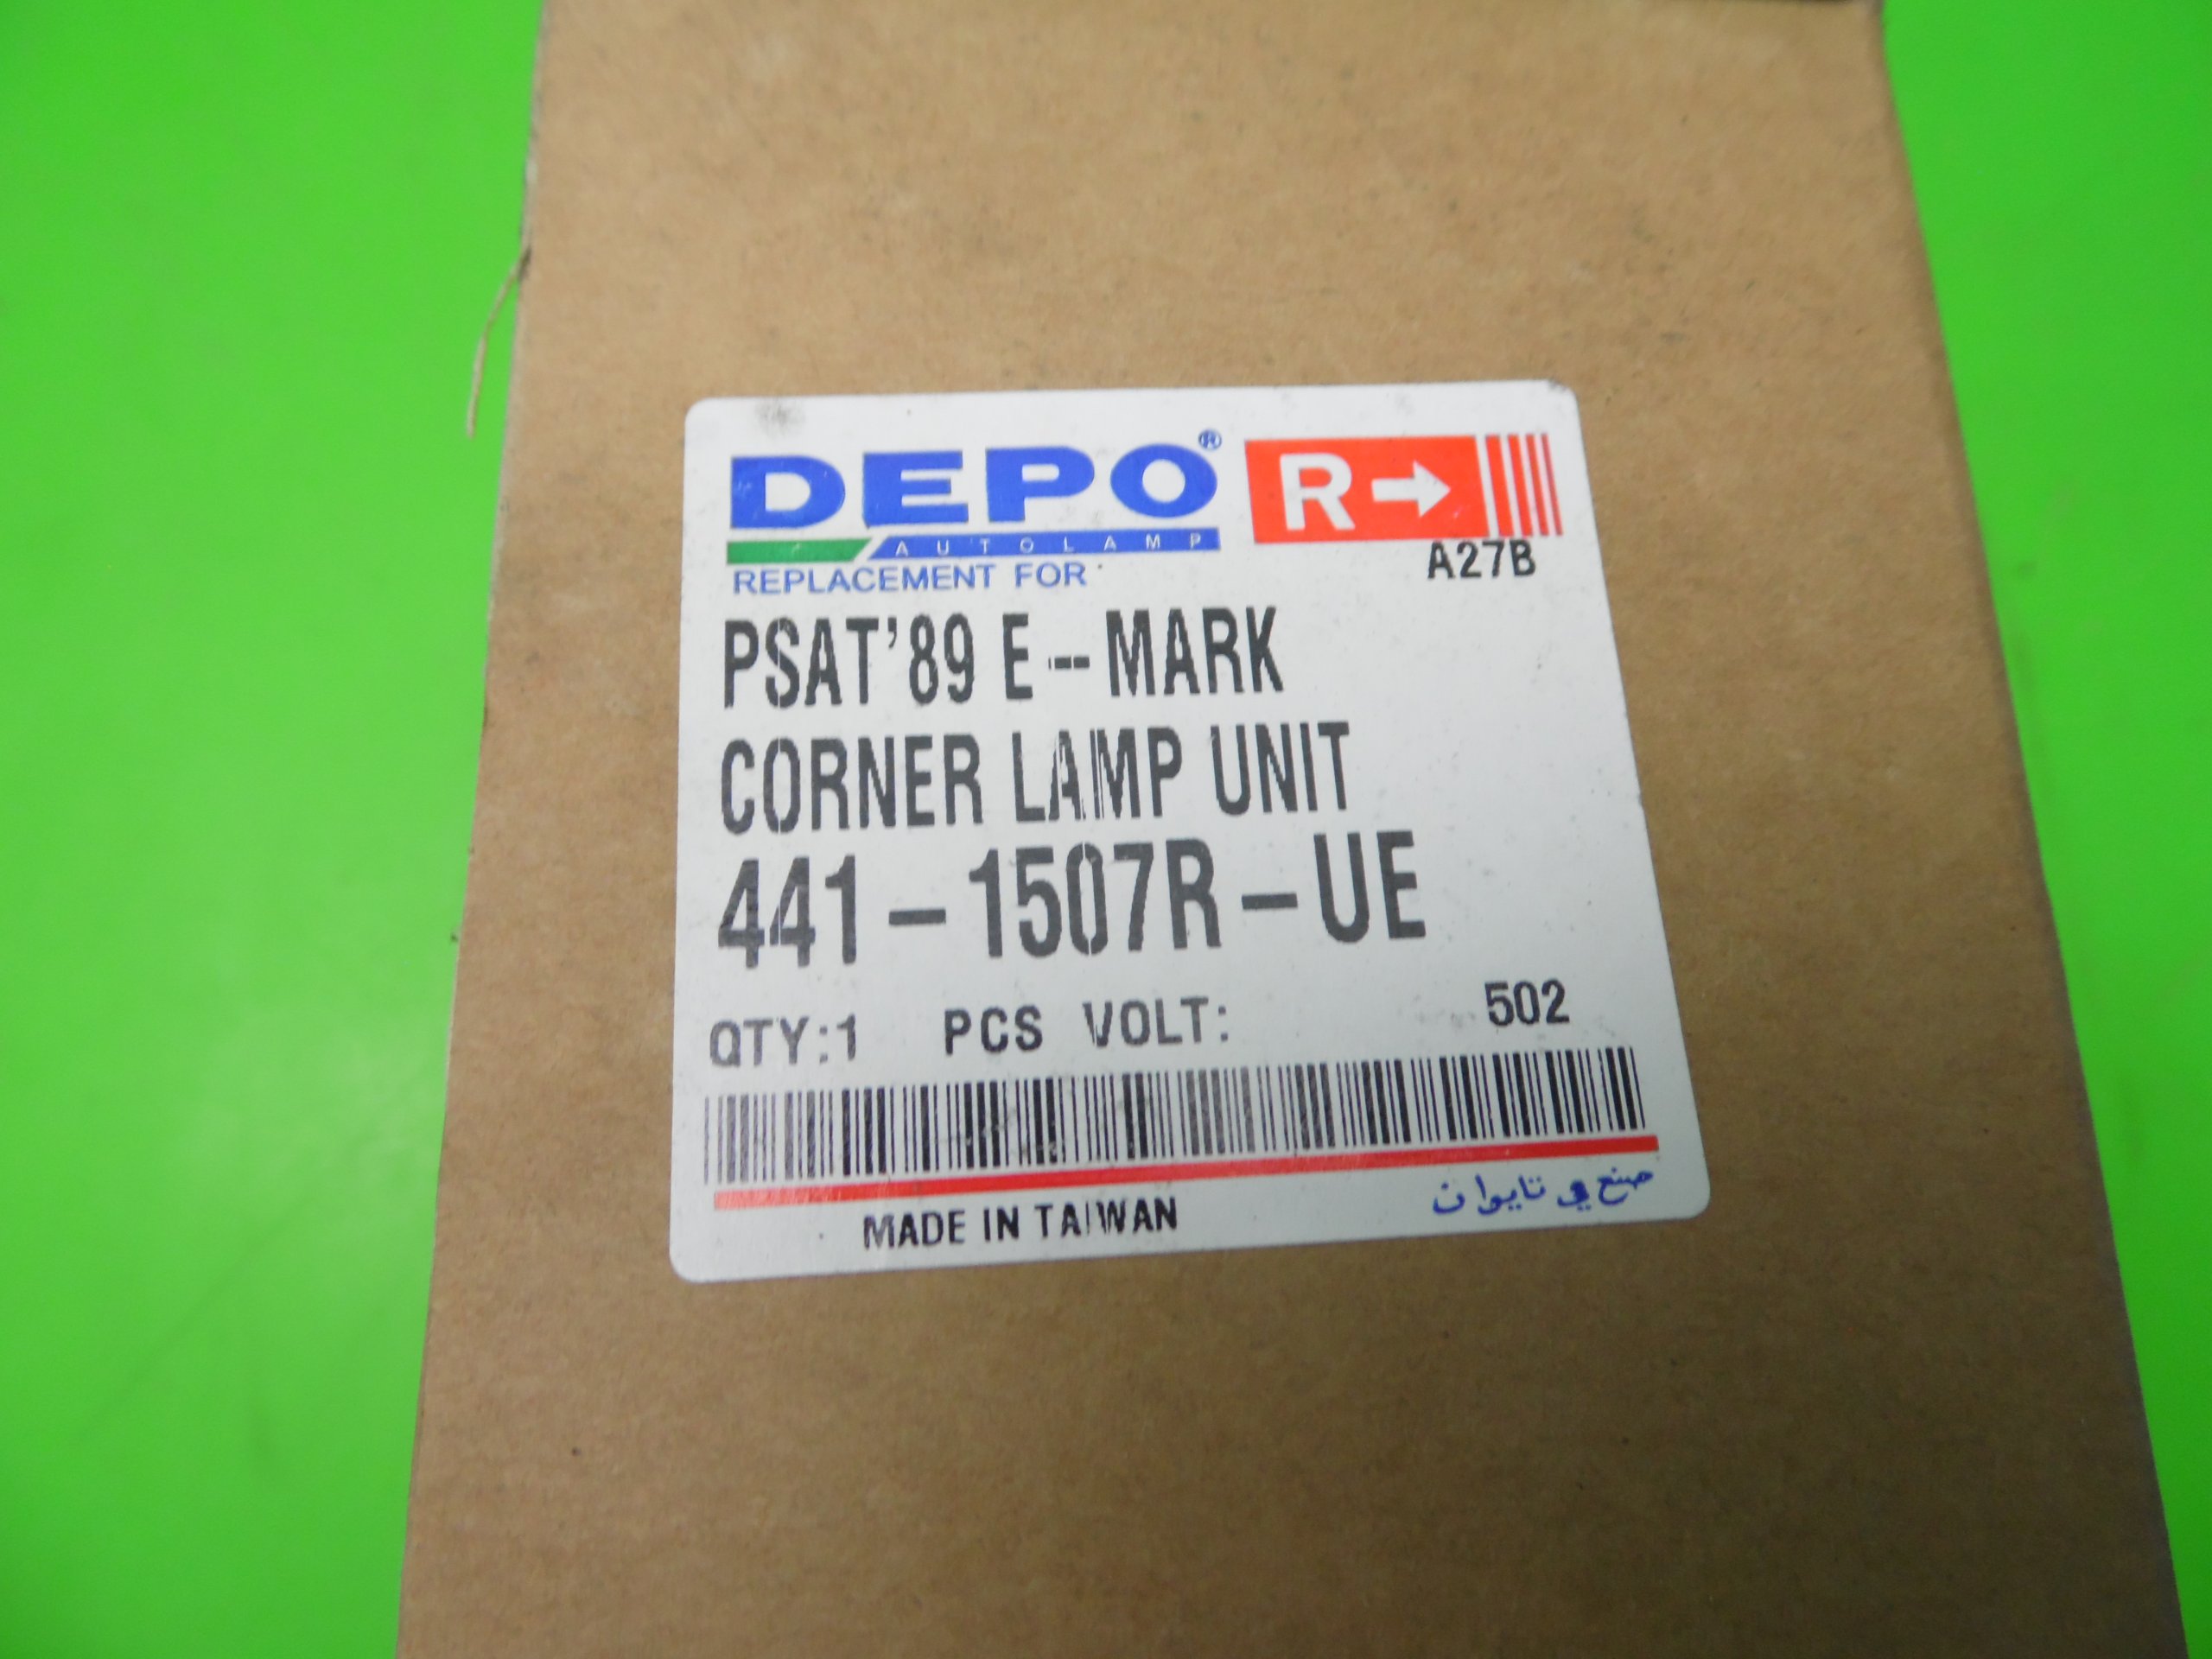 DEPO® R→
AUTOLAMP
A27B
REPLACEMENT FOR
PSAT'89 E--MARK
CORNER LAMP UNIT
441-1507R-UE
QTY:1 PCS VOLT: 502
MADE IN TAIWAN صنع في تايوان